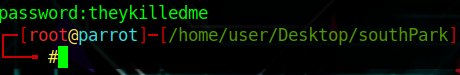 password:theykilledme
┌─[root@parrot]─[/home/user/Desktop/southPark]
└──╼ #